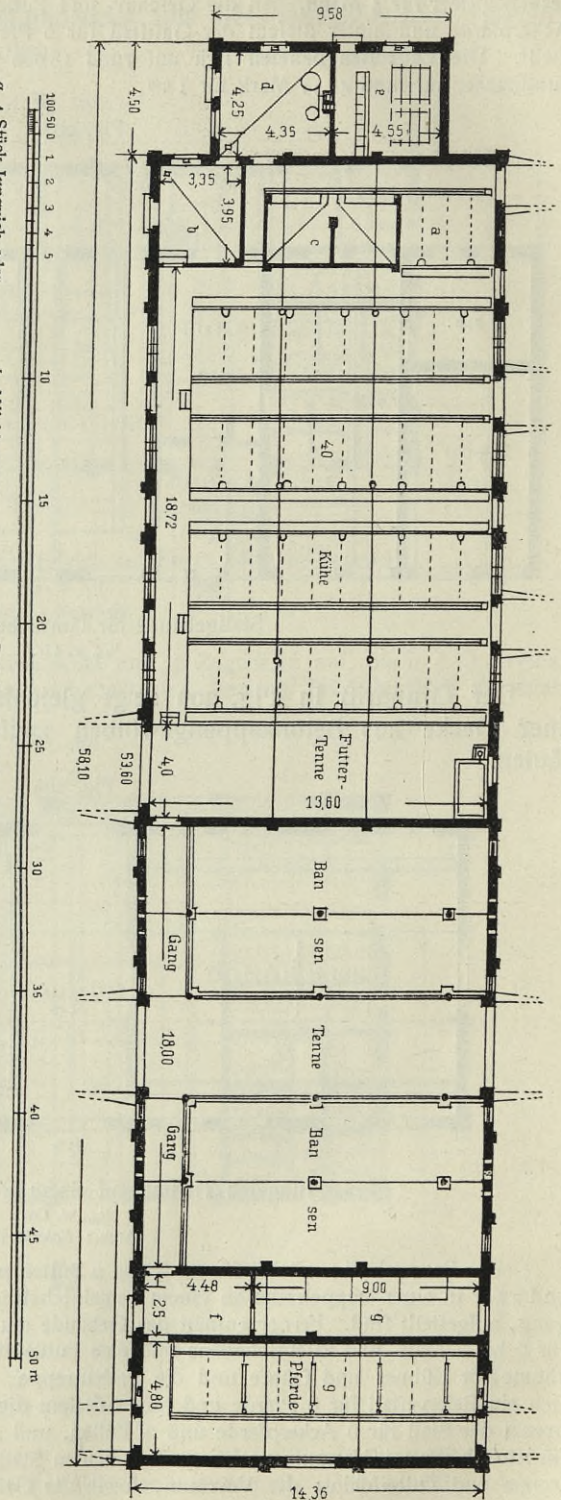 9,58
4,50
4,25
d
4,35
e
4.55
3,35
3,95
b
c
a
18.72
40
Kühe
Futter-
Tenne
4,0
13,60
53,60
58,10
Ban
sen
Gang
Tenne
18,00
Ban
sen
Gang
4.48
9,00
2,5
f
g
g
Pferde
4,80
14.36
100 50 0 1 2 3 4 5 10 15 20 25 30 35 40 45 50 m